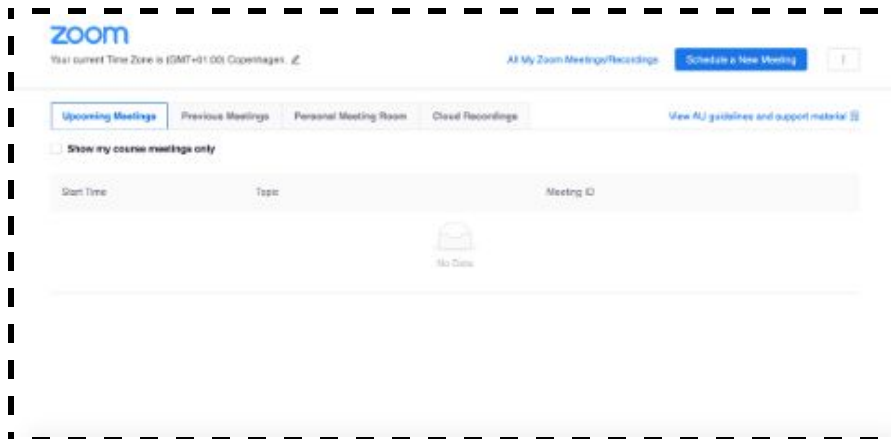 zoom
Your current Time Zone is (GMT+01:00) Copenhagen.
All My Zoom Meetings/Recordings
Schedule a New Meeting
Upcoming Meetings
Previous Meetings
Personal Meeting Room
Cloud Recordings
View AU guidelines and support material
Show my course meetings only
Start Time
Topic
Meeting ID
No Data